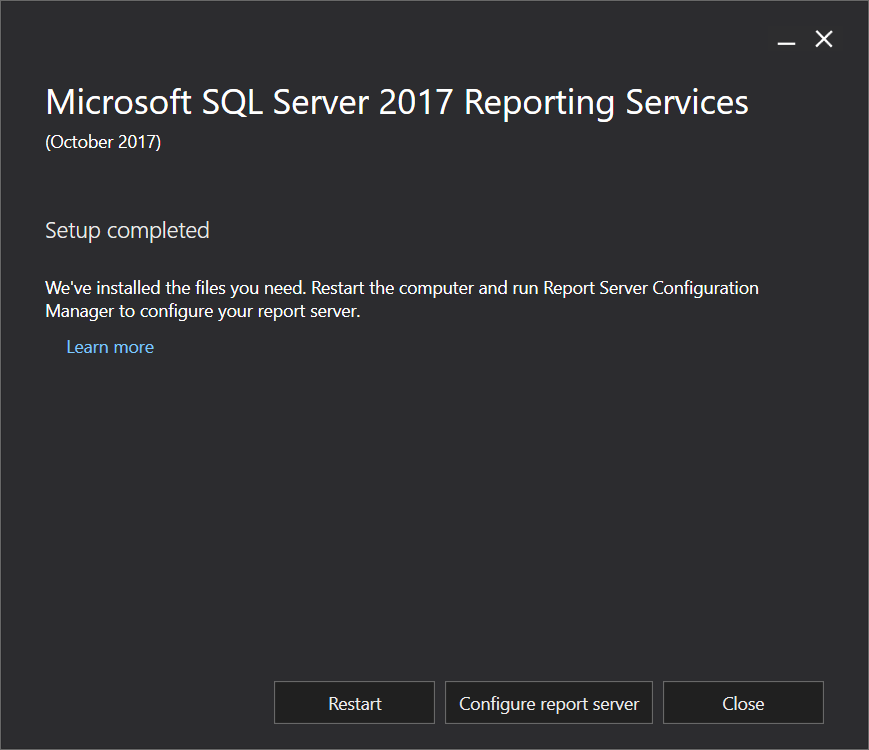 Microsoft SQL Server 2017 Reporting Services
(October 2017)
Setup completed
We've installed the files you need. Restart the computer and run Report Server Configuration
Manager to configure your report server.
Learn more
Restart
Configure report server
Close